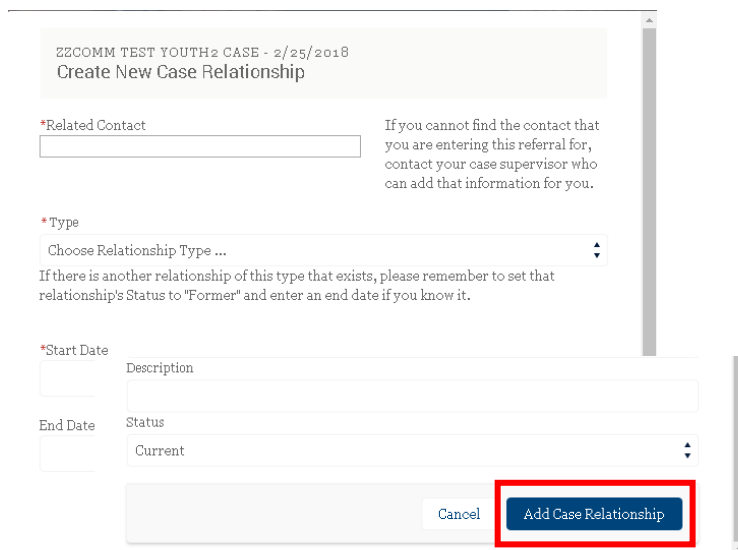 ZZCOMM TEST YOUTH2 CASE - 2/25/2018
Create New Case Relationship
*Related Contact
If you cannot find the contact that
you are entering this referral for,
contact your case supervisor who
can add that information for you.
*Type
Choose Relationship Type ...
If there is another relationship of this type that exists, please remember to set that
relationship's Status to "Former" and enter an end date if you know it.
*Start Date
Description
End Date
Status
Current
Cancel
Add Case Relationship